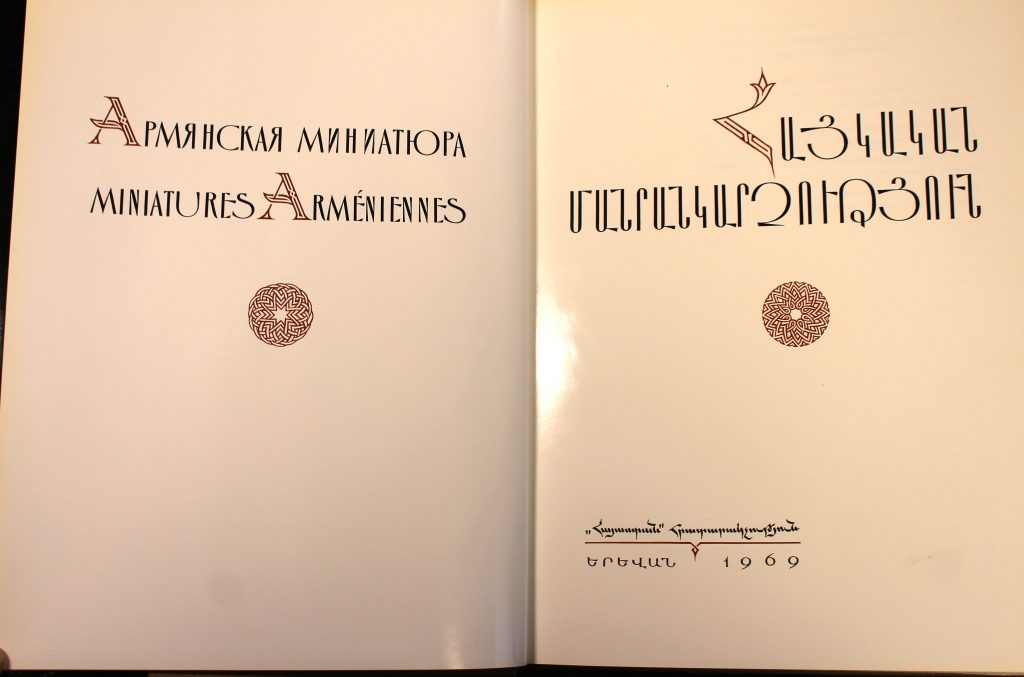 Армянская миниатюра
Miniatures Arméniennes
Հայկական
մանրանկարչություն
„Հայաստան" Հրատարակչություն
ԵՐԵՎԱՆ 1969